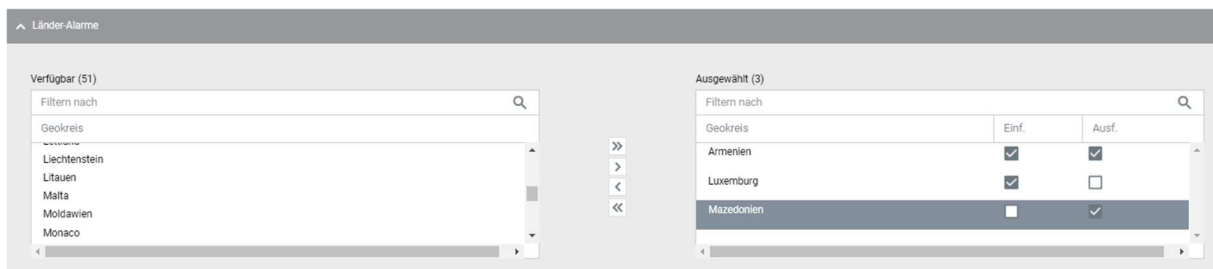 Länder-Alarme
Verfügbar (51)
Filtern nach
Geokreis
Liechtenstein
Litauen
Malta
Moldawien
Monaco
Ausgewählt (3)
Filtern nach
Geokreis Einf. Ausf.
Armenien
Luxemburg
Mazedonien